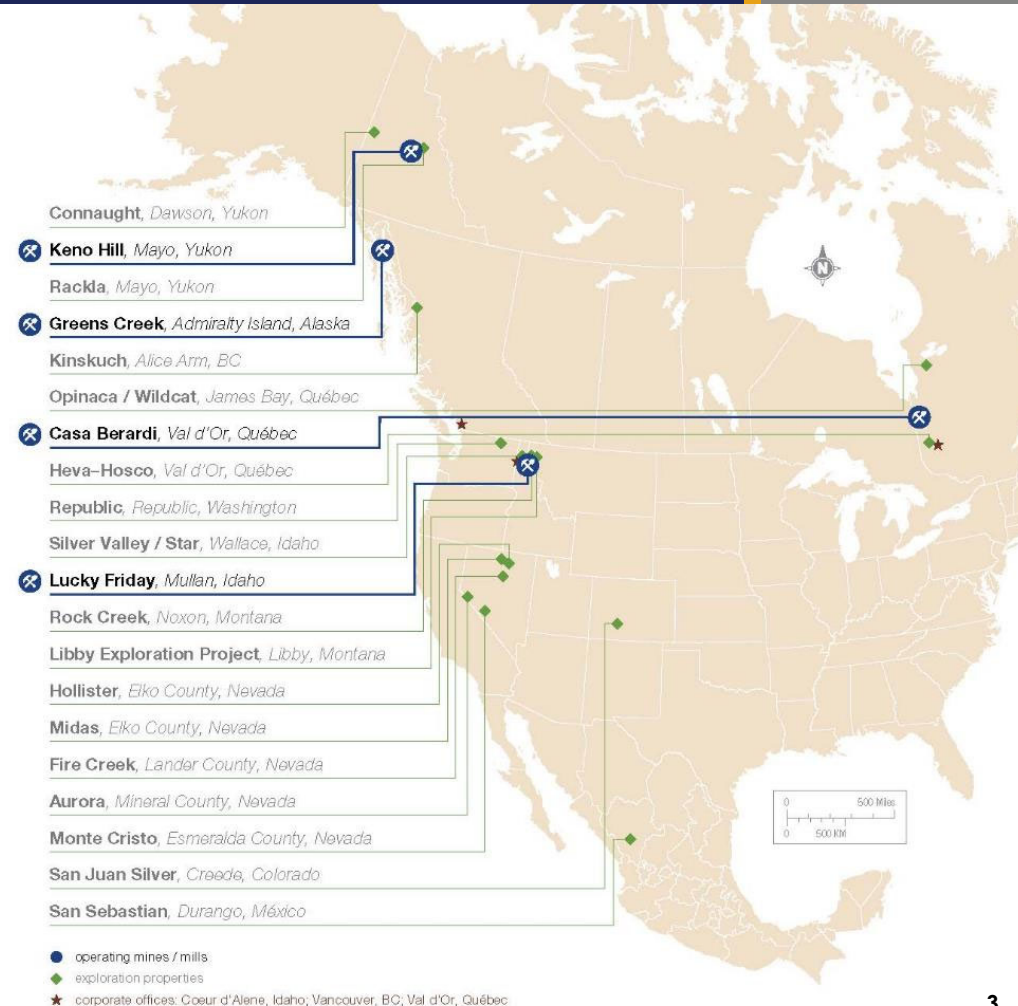 Connaught, Dawson, Yukon
Keno Hill, Mayo, Yukon
Rackla, Mayo, Yukon
Greens Creek, Admiralty Island, Alaska
Kinskuch, Alice Arm, BC
Opinaca / Wildcat, James Bay, Québec
Casa Berardi, Val d'Or, Québec
Heva–Hosco, Val d'Or, Québec
Republic, Republic, Washington
Silver Valley / Star, Wallace, Idaho
Lucky Friday, Mullan, Idaho
Rock Creek, Noxon, Montana
Libby Exploration Project, Libby, Montana
Hollister, Elko County, Nevada
Midas, Elko County, Nevada
Fire Creek, Lander County, Nevada
Aurora, Mineral County, Nevada
Monte Cristo, Esmeralda County, Nevada
San Juan Silver, Creede, Colorado
San Sebastian, Durango, México
N
0 500 Miles
0 500 KM
operating mines / mills
exploration properties
corporate offices: Coeur d'Alene, Idaho; Vancouver, BC; Val d'Or, Québec
3